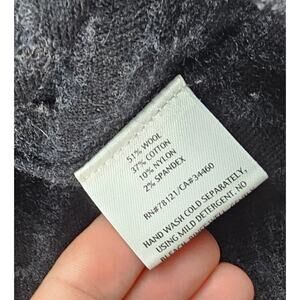 51% WOOL
37% COTTON
10% NYLON
2% SPANDEX
RN#78121/CA#34460
HAND WASH COLD SEPARATELY,
USING MILD DETERGENT, NO